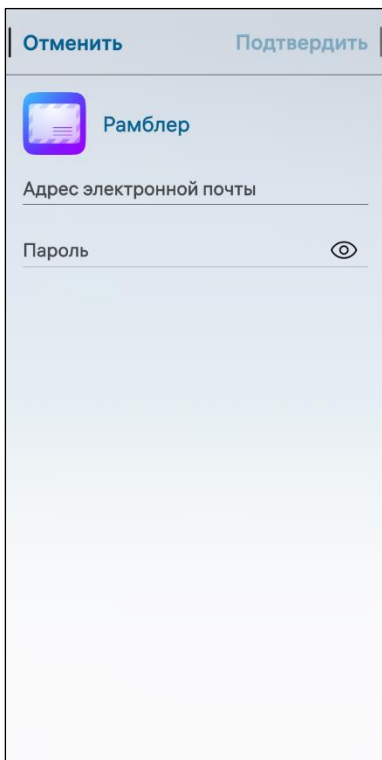 Отменить Подтвердить
Рамблер
Адрес электронной почты
Пароль